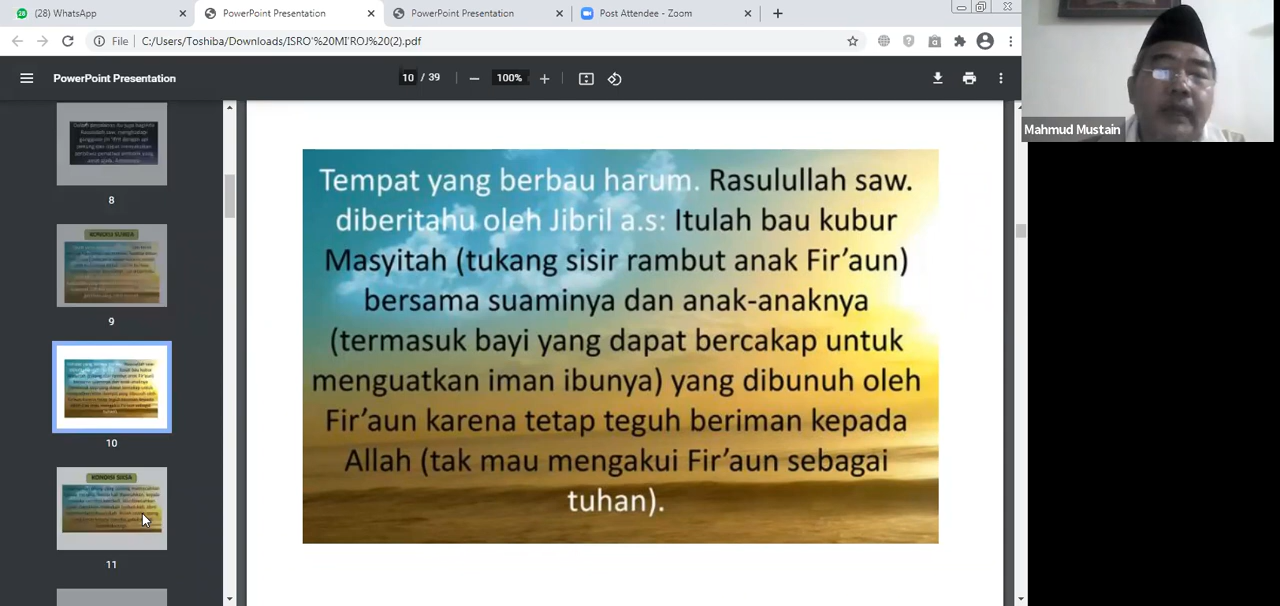 (28) WhatsApp
PowerPoint Presentation
PowerPoint Presentation
Post Attendee - Zoom
File
C:/Users/Toshiba/Downloads/ISRO'%20MI'ROJ%20(2).pdf
PowerPoint Presentation
10 / 39
100%
Mahmud Mustain
8
KONDISI SURGA
9
10
KONDISI SIKSA
11
Tempat yang berbau harum. Rasulullah saw.
diberitahu oleh Jibril a.s: Itulah bau kubur
Masyitah (tukang sisir rambut anak Fir’aun)
bersama suaminya dan anak-anaknya
(termasuk bayi yang dapat bercakap untuk
menguatkan iman ibunya) yang dibunuh oleh
Fir’aun karena tetap teguh beriman kepada
Allah (tak mau mengakui Fir’aun sebagai
tuhan).